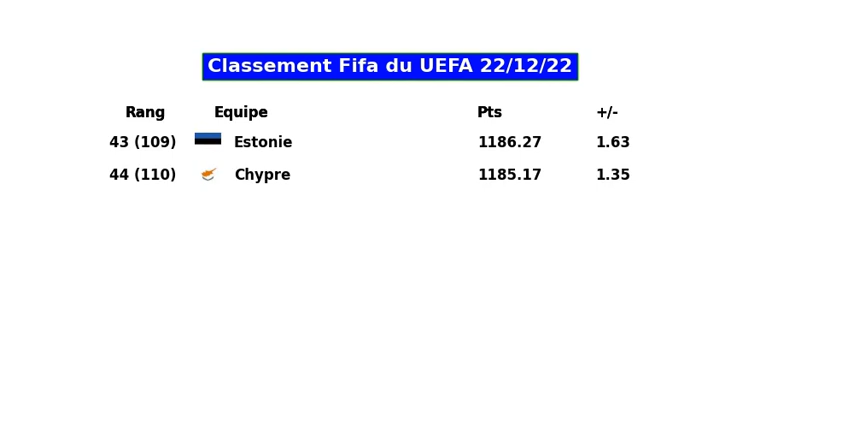 Classement Fifa du UEFA 22/12/22
Rang Equipe Pts +/-
43 (109) Estonie 1186.27 1.63
44 (110) Chypre 1185.17 1.35